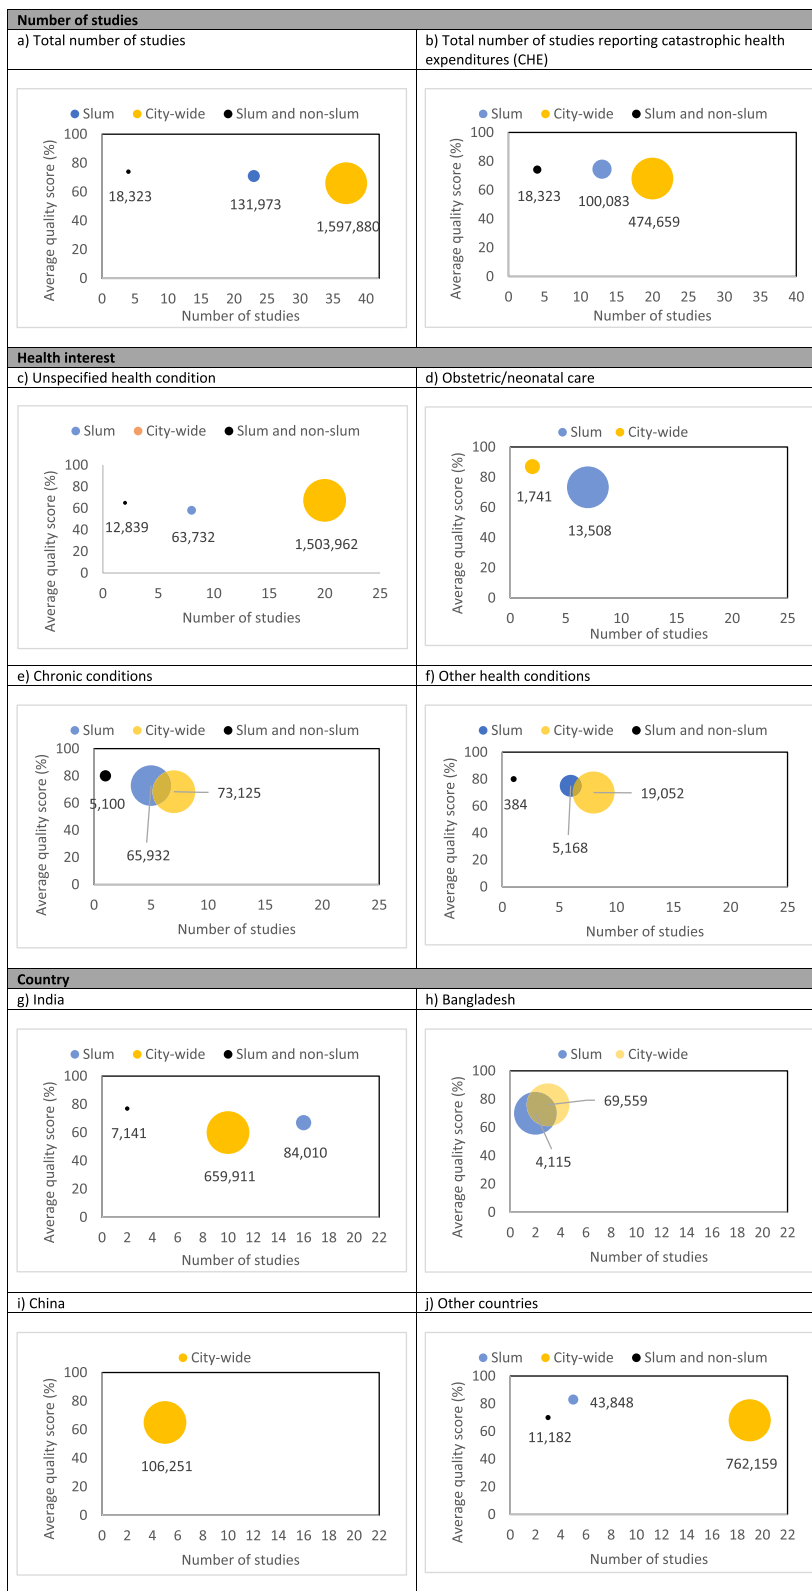 Number of studies
a) Total number of studies
b) Total number of studies reporting catastrophic health
expenditures (CHE)
Slum City-wide Slum and non-slum
Average quality score (%)
100
80
60
40
20
0
18,323
131,973
1,597,880
0 5 10 15 20 25 30 35 40
Number of studies
Slum City-wide Slum and non-slum
Average quality score (%)
100
80
60
40
20
0
18,323
100,083
474,659
0 5 10 15 20 25 30 35 40
Number of studies
Health interest
c) Unspecified health condition
d) Obstetric/neonatal care
Slum City-wide Slum and non-slum
Average quality score (%)
100
80
60
40
20
0
12,839
63,732
1,503,962
0 5 10 15 20 25
Number of studies
Slum City-wide
Average quality score (%)
100
80
60
40
20
0
1,741
13,508
0 5 10 15 20 25
Number of studies
e) Chronic conditions
f) Other health conditions
Slum City-wide Slum and non-slum
Average quality score (%)
100
80
60
40
20
0
5,100
73,125
65,932
0 5 10 15 20 25
Number of studies
Slum City-wide Slum and non-slum
Average quality score (%)
100
80
60
40
20
0
384
19,052
5,168
0 5 10 15 20 25
Number of studies
Country
g) India
h) Bangladesh
Slum City-wide Slum and non-slum
Average quality score (%)
100
80
60
40
20
0
7,141
659,911
84,010
0 2 4 6 8 10 12 14 16 18 20 22
Number of studies
Slum City-wide
Average quality score (%)
100
80
60
40
20
0
69,559
4,115
0 2 4 6 8 10 12 14 16 18 20 22
Number of studies
i) China
j) Other countries
City-wide
Average quality score (%)
100
80
60
40
20
0
106,251
0 2 4 6 8 10 12 14 16 18 20 22
Number of studies
Slum City-wide Slum and non-slum
Average quality score (%)
100
80
60
40
20
0
43,848
11,182
762,159
0 2 4 6 8 10 12 14 16 18 20 22
Number of studies